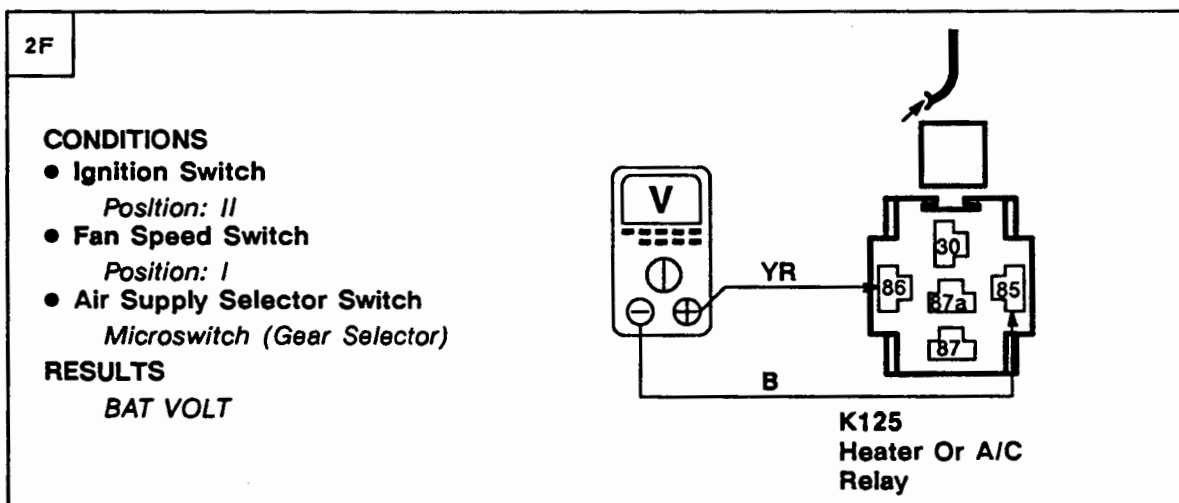 2F
CONDITIONS
● Ignition Switch
Position: II
● Fan Speed Switch
Position: I
● Air Supply Selector Switch
Microswitch (Gear Selector)
RESULTS
BAT VOLT
V
YR
B
30
86
87a
85
87
K125
Heater Or A/C
Relay